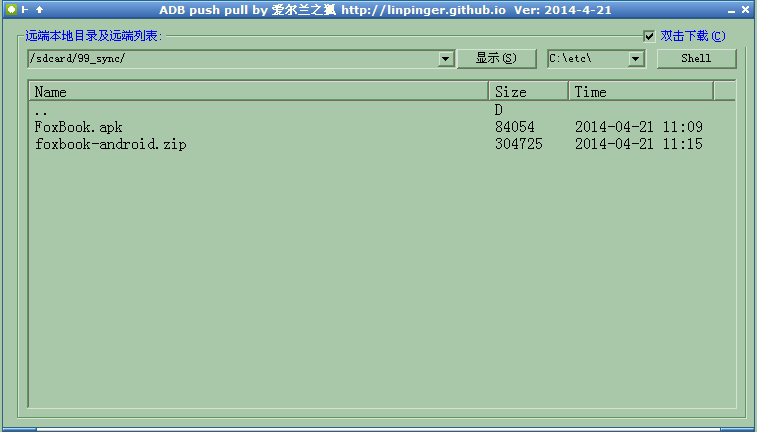 ADB push pull by 爱尔兰之狐 http://linpinger.github.io Ver: 2014-4-21
远端本地目录及远端列表: 双击下载(C)
/sdcard/99_sync/ 显示(S) C:\etc\ Shell
Name Size Time
.. D
FoxBook.apk 84054 2014-04-21 11:09
foxbook-android.zip 304725 2014-04-21 11:15